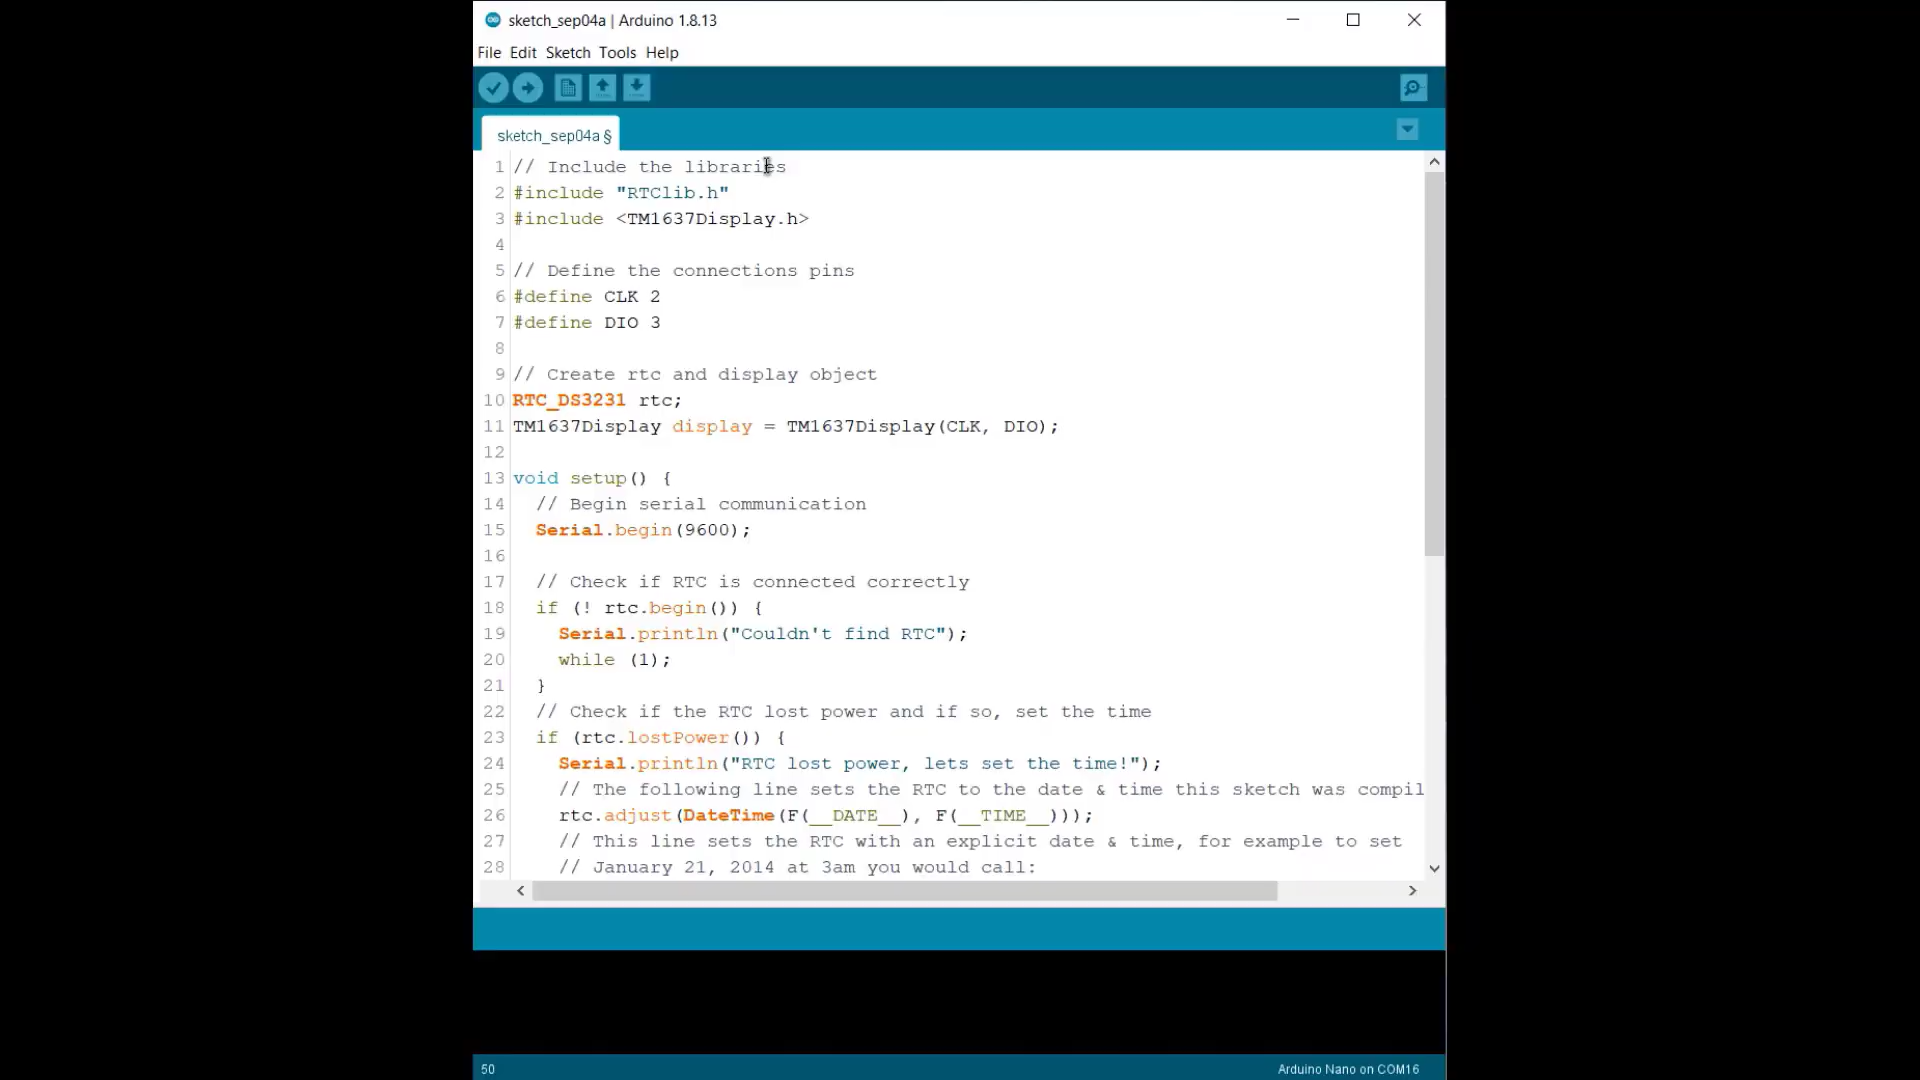 sketch_sep04a | Arduino 1.8.13
File Edit Sketch Tools Help
sketch_sep04a §
1 // Include the libraries
2 #include "RTClib.h"
3 #include <TM1637Display.h>
4
5 // Define the connections pins
6 #define CLK 2
7 #define DIO 3
8
9 // Create rtc and display object
10 RTC_DS3231 rtc;
11 TM1637Display display = TM1637Display(CLK, DIO);
12
13 void setup() {
14 // Begin serial communication
15 Serial.begin(9600);
16
17 // Check if RTC is connected correctly
18 if (! rtc.begin()) {
19 Serial.println("Couldn't find RTC");
20 while (1);
21 }
22 // Check if the RTC lost power and if so, set the time
23 if (rtc.lostPower()) {
24 Serial.println("RTC lost power, lets set the time!");
25 // The following line sets the RTC to the date & time this sketch was compil
26 rtc.adjust(DateTime(F(__DATE__), F(__TIME__)));
27 // This line sets the RTC with an explicit date & time, for example to set
28 // January 21, 2014 at 3am you would call:
50
Arduino Nano on COM16